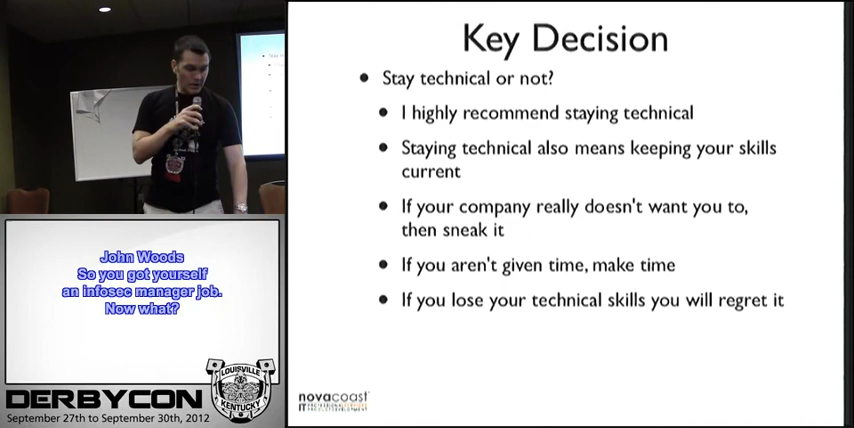 Key Decision
• Stay technical or not?
• I highly recommend staying technical
• Staying technical also means keeping your skills
current
• If your company really doesn't want you to,
then sneak it
• If you aren't given time, make time
• If you lose your technical skills you will regret it
novacoast
IT
John Woods
So you got yourself
an infosec manager job.
Now what?
LOUISVILLE
KENTUCKY
DERBYCON
September 27th to September 30th, 2012